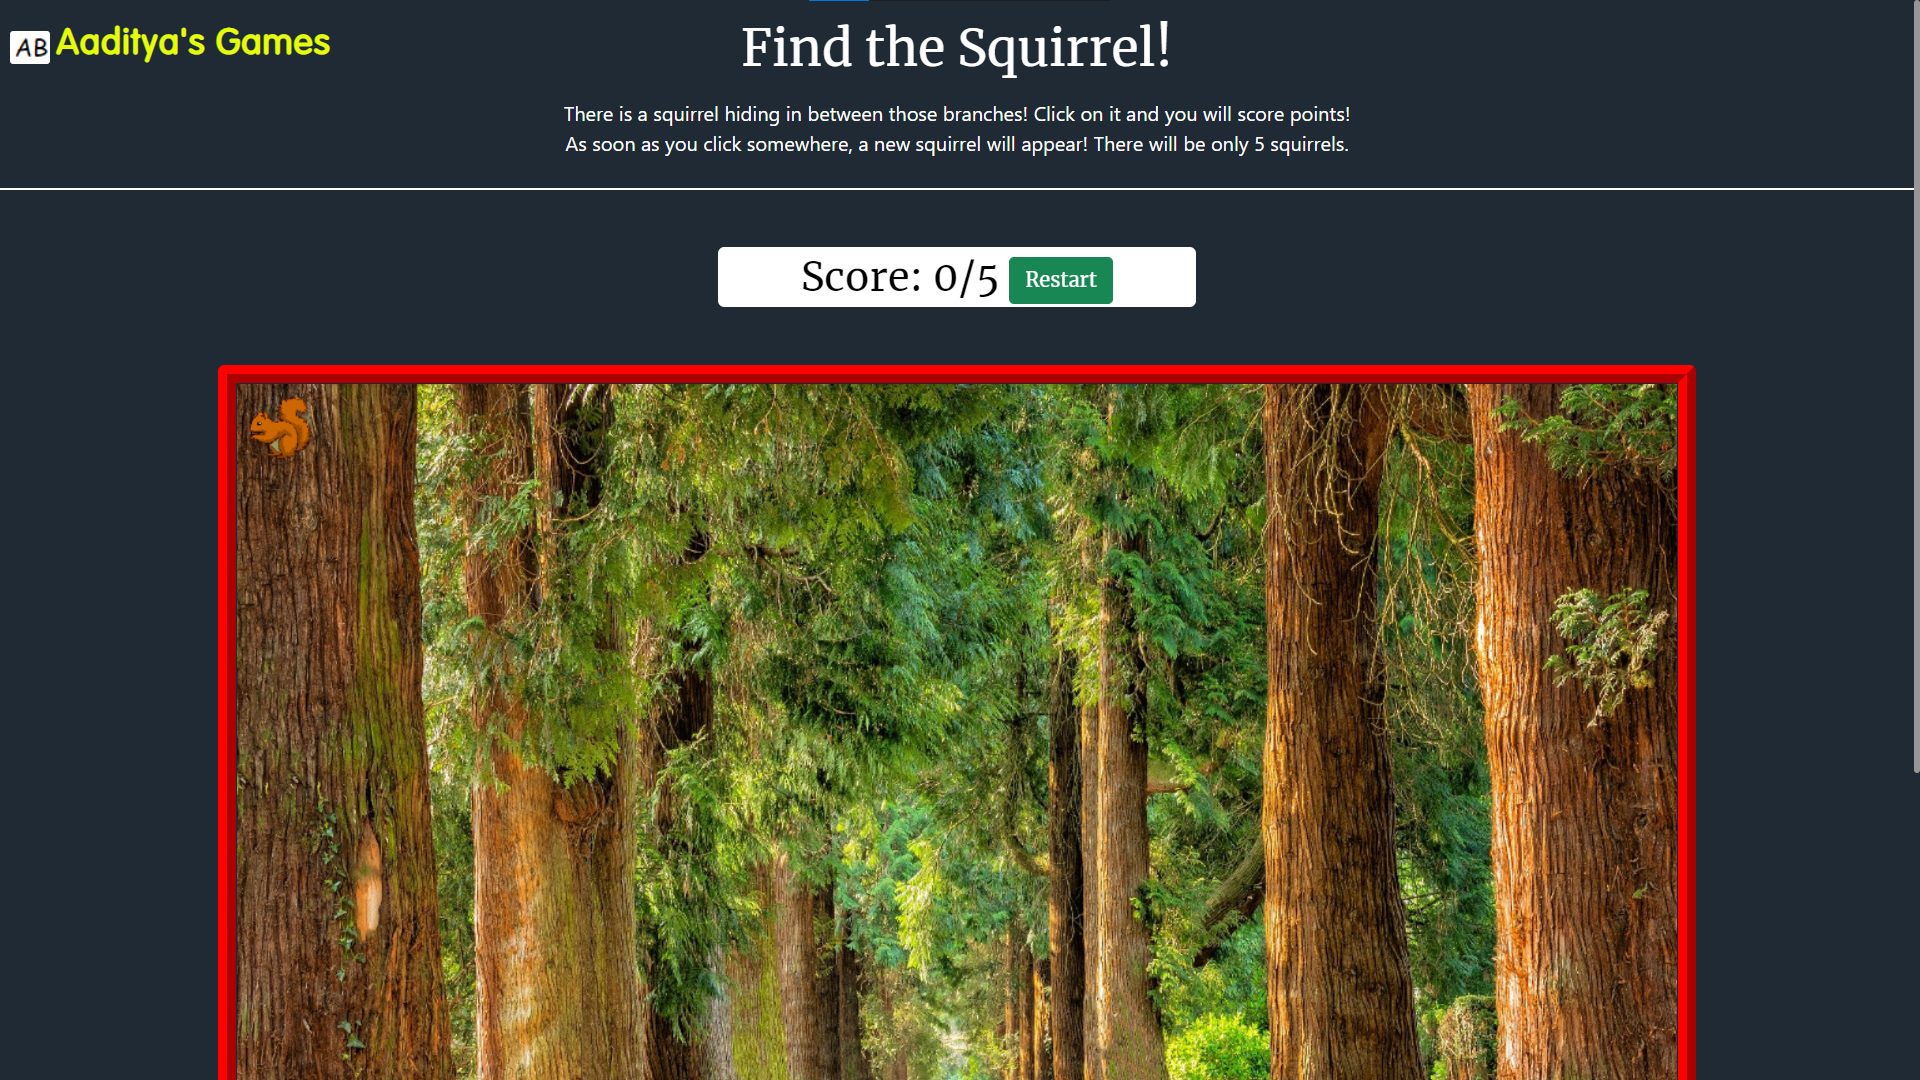 AB Aaditya's Games
Find the Squirrel!
There is a squirrel hiding in between those branches! Click on it and you will score points!
As soon as you click somewhere, a new squirrel will appear! There will be only 5 squirrels.
Score: 0/5 Restart